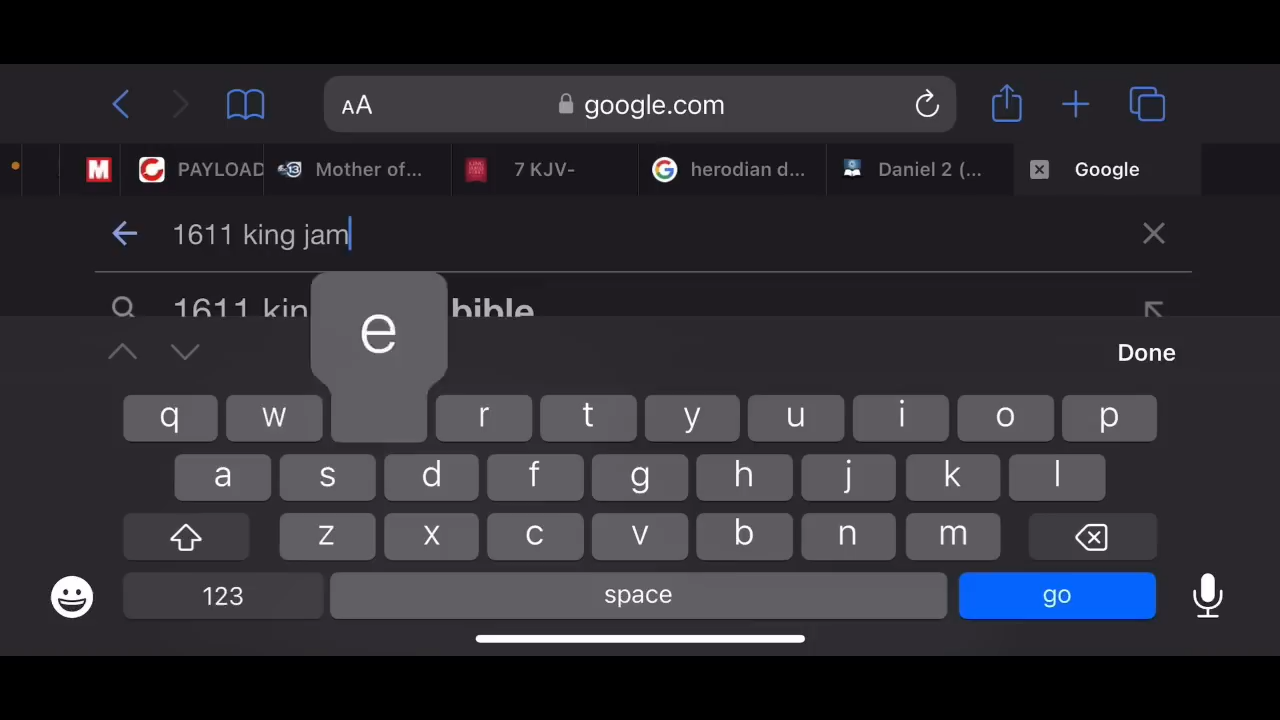 AA google.com
M PAYLOAD 13 Mother of... 7 KJV- G herodian d... Daniel 2 (... Google
1611 king jam
1611 kin bible
e
Done
q w r t y u i o p
a s d f g h j k l
z x c v b n m
123 space go